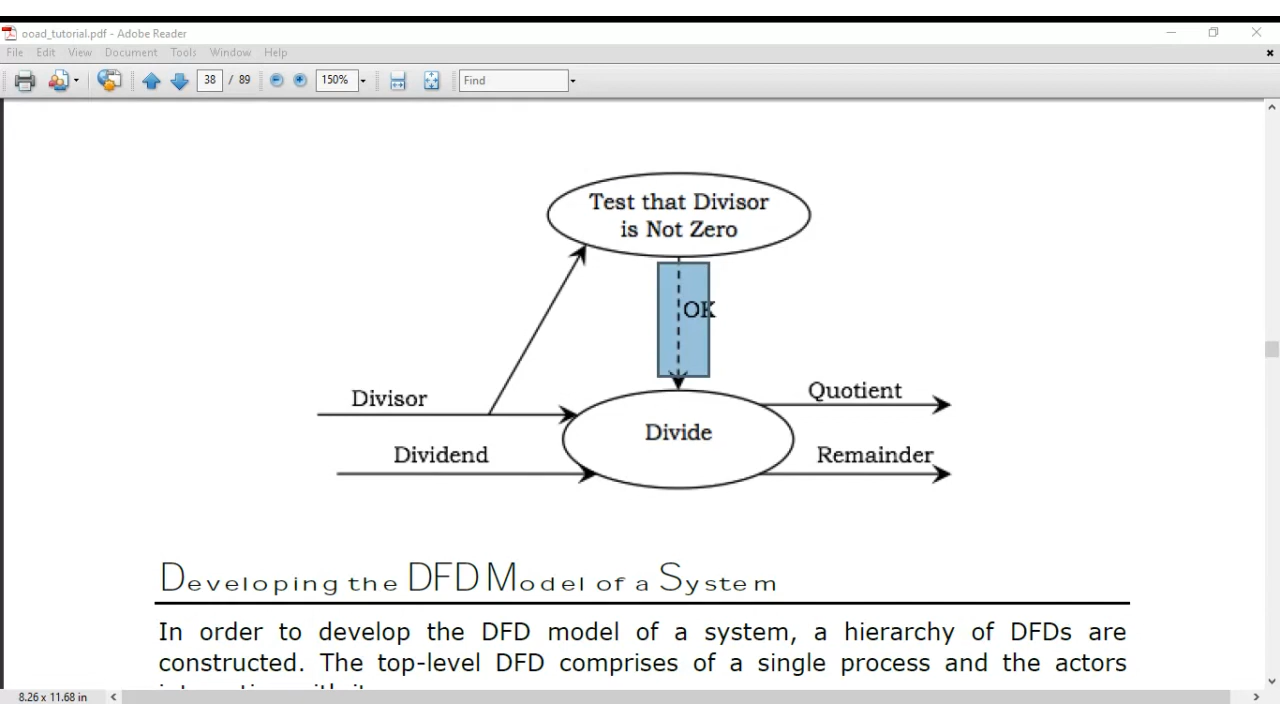 ooad_tutorial.pdf - Adobe Reader
File Edit View Document Tools Window Help
38 / 89 150% Find
Test that Divisor
is Not Zero
OK
Divisor
Quotient
Divide
Dividend
Remainder
Developing the DFD Model of a System
In order to develop the DFD model of a system, a hierarchy of DFDs are
constructed. The top-level DFD comprises of a single process and the actors
8.26 x 11.68 in